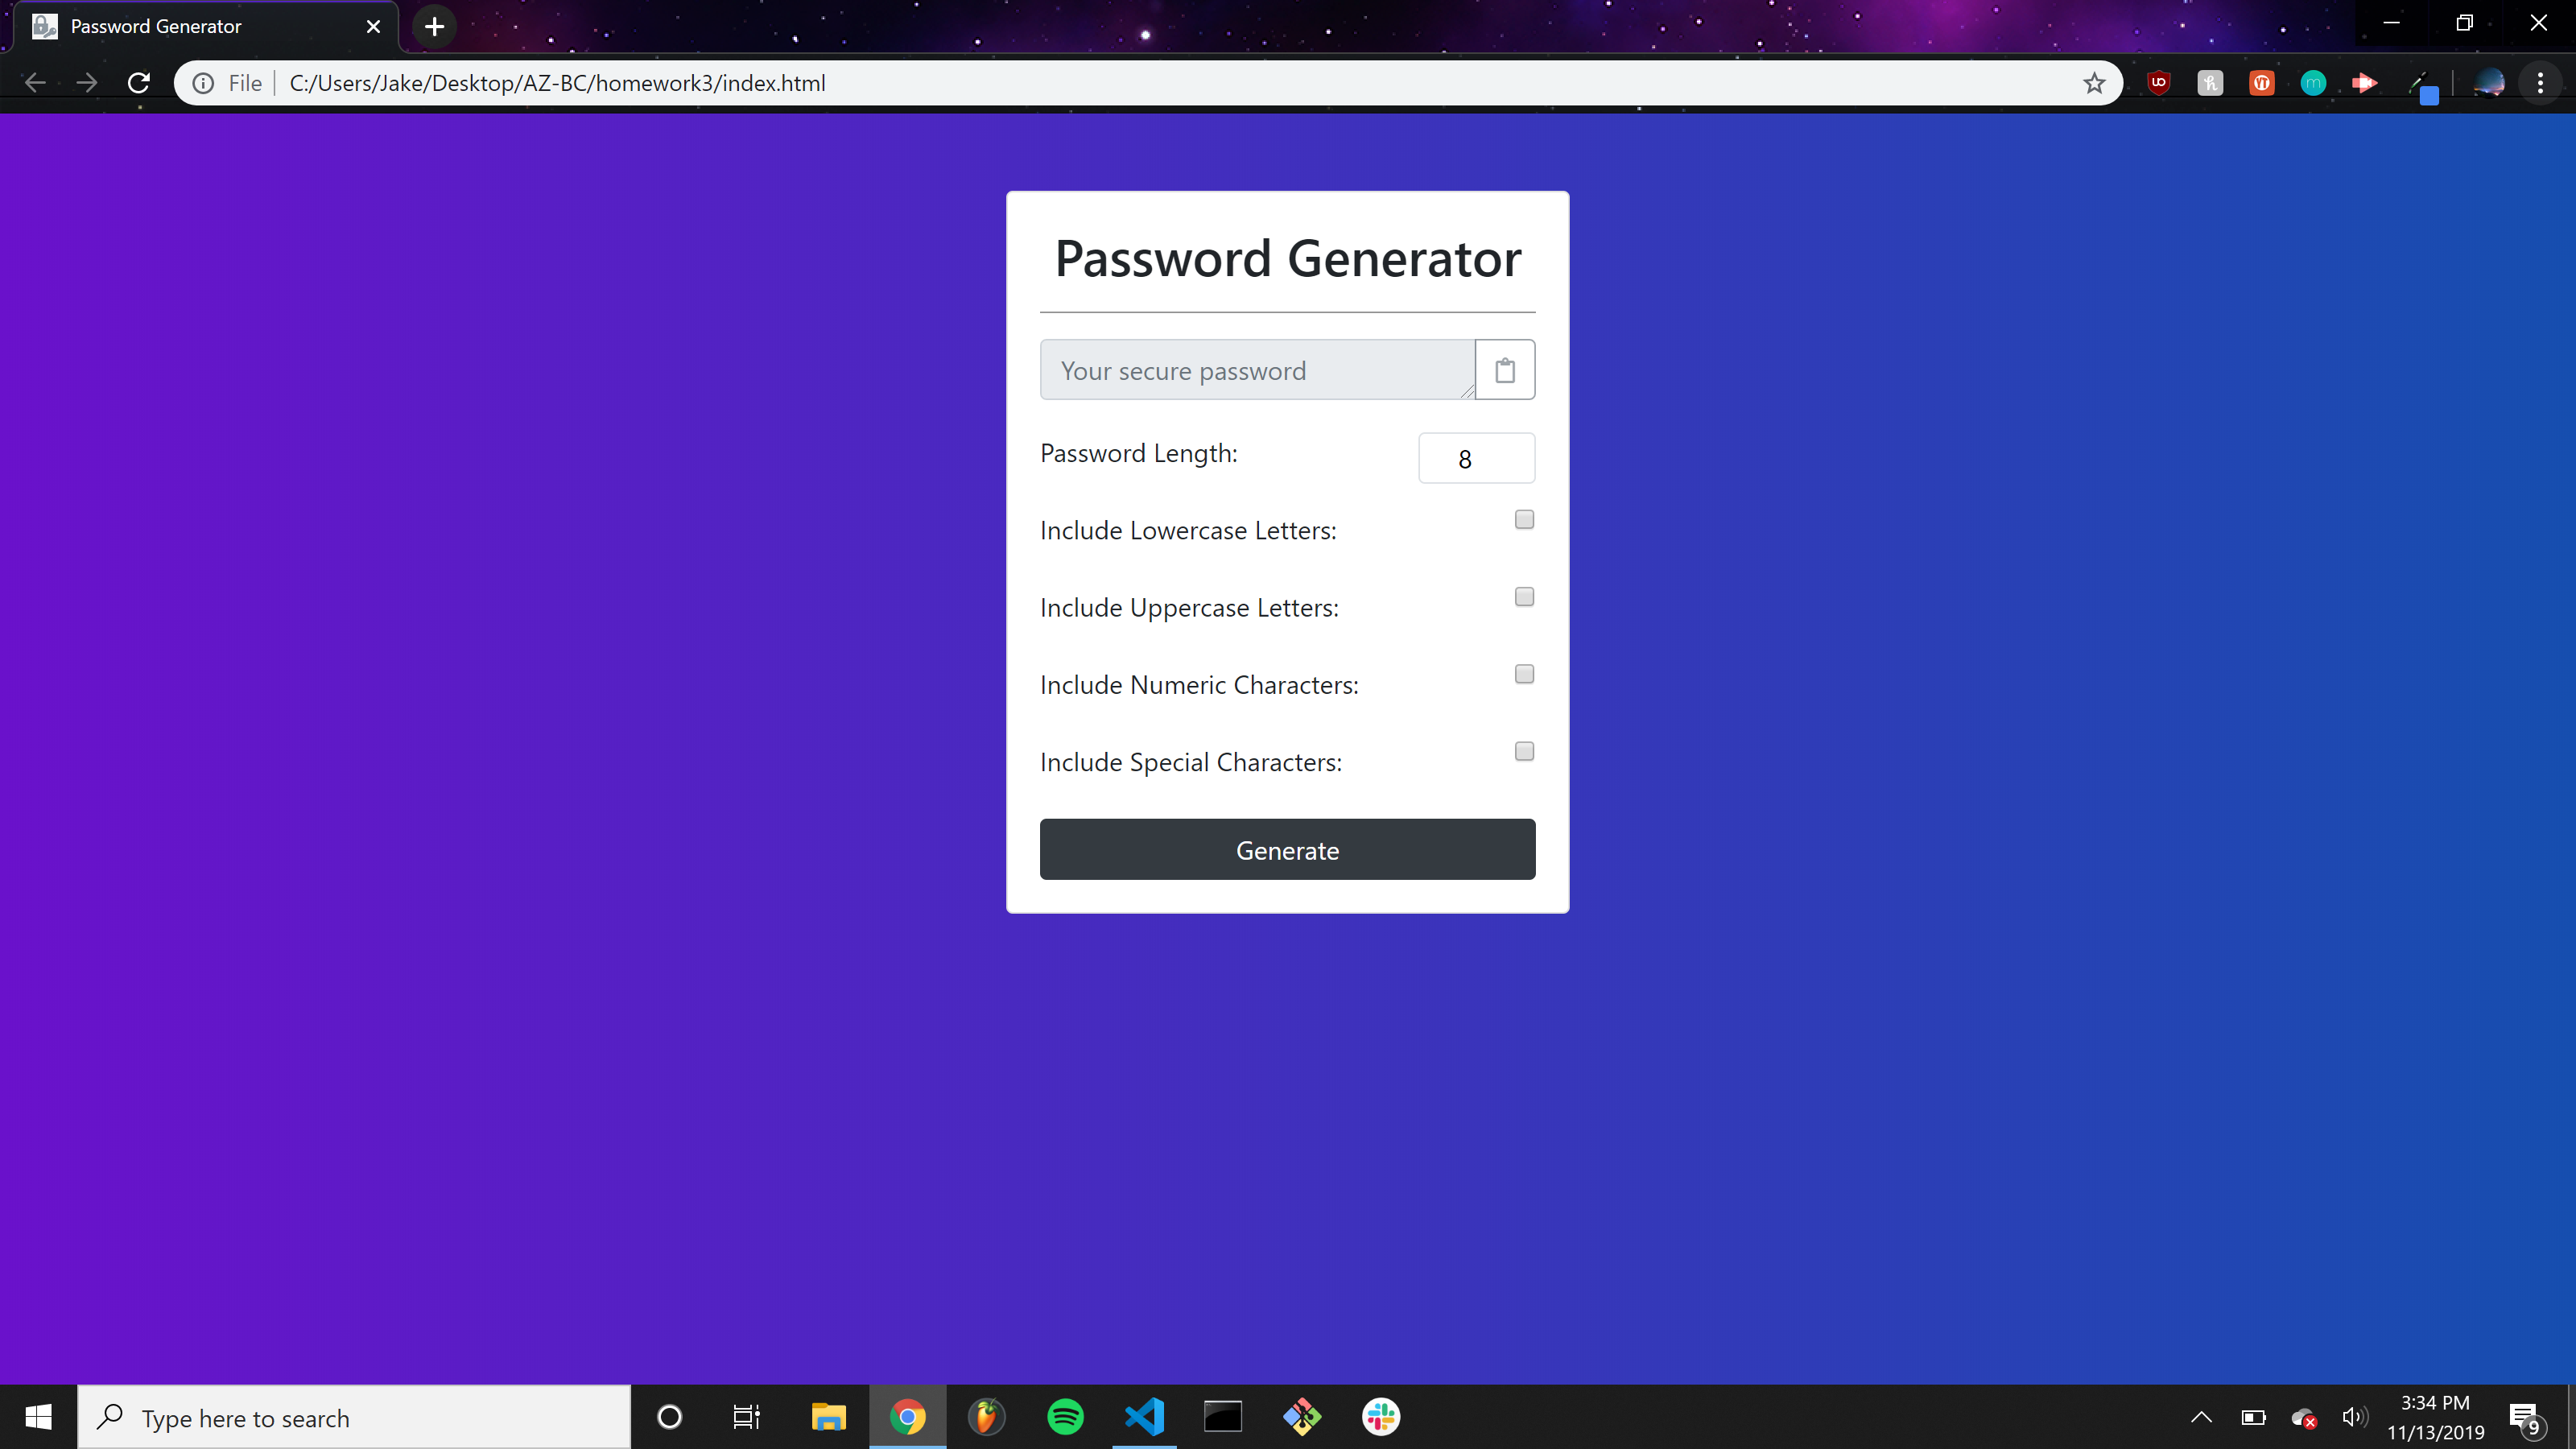 Password Generator
File C:/Users/Jake/Desktop/AZ-BC/homework3/index.html
Password Generator
Your secure password
Password Length: 8
Include Lowercase Letters:
Include Uppercase Letters:
Include Numeric Characters:
Include Special Characters:
Generate
Type here to search
3:34 PM
11/13/2019
9